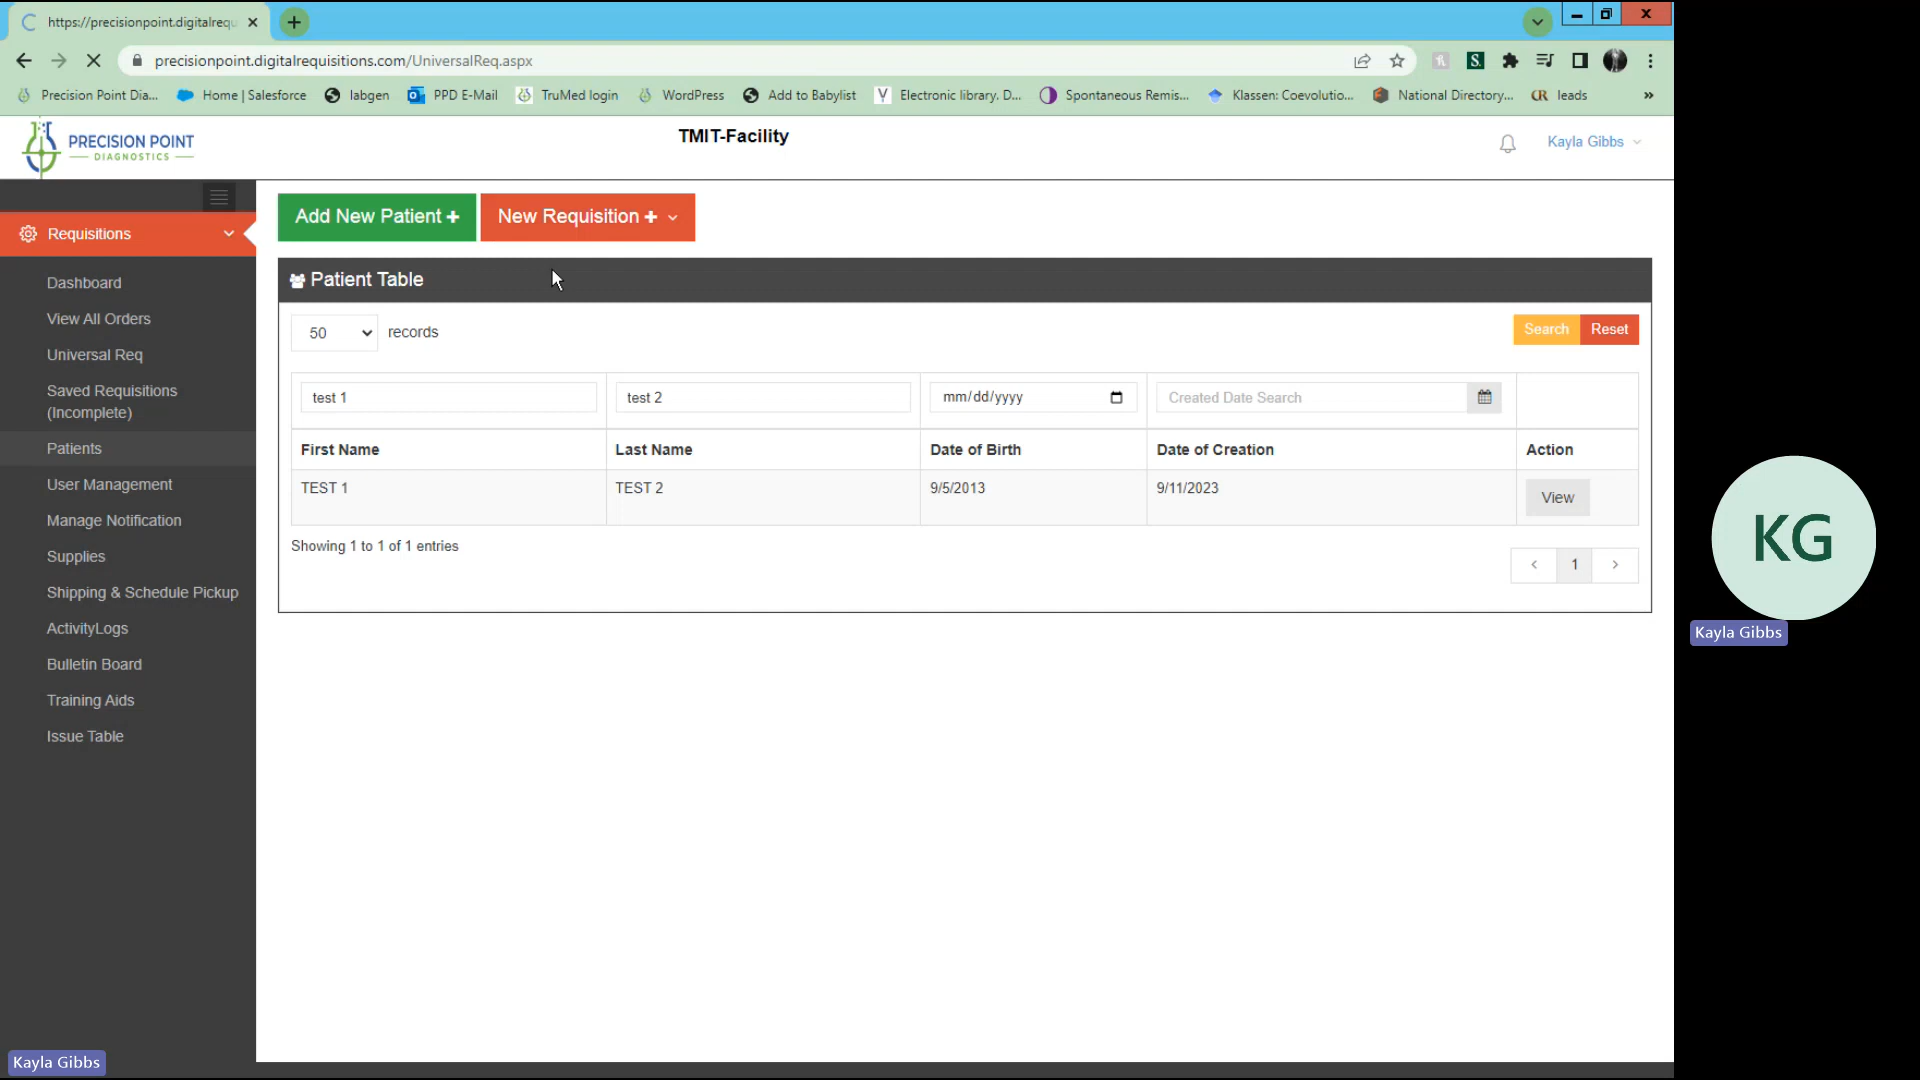 https://precisionpoint.digitalrequ
precisionpoint.digitalrequisitions.com/UniversalReq.aspx
Precision Point Dia... Home | Salesforce labgen PPD E-Mail TruMed login WordPress Add to Babylist Electronic library. D... Spontaneous Remis... Klassen: Coevolutio... National Directory,... CR leads »
PRECISION POINT
DIAGNOSTICS
TMIT-Facility
Kayla Gibbs
Add New Patient + New Requisition +
Requisitions
Dashboard
View All Orders
Universal Req
Saved Requisitions
(Incomplete)
Patients
User Management
Manage Notification
Supplies
Shipping & Schedule Pickup
ActivityLogs
Bulletin Board
Training Aids
Issue Table
Patient Table
50 records
Search Reset
test 1 test 2 mm/dd/yyyy Created Date Search
First Name Last Name Date of Birth Date of Creation Action
TEST 1 TEST 2 9/5/2013 9/11/2023 View
Showing 1 to 1 of 1 entries
< 1 >
KG
Kayla Gibbs
Kayla Gibbs